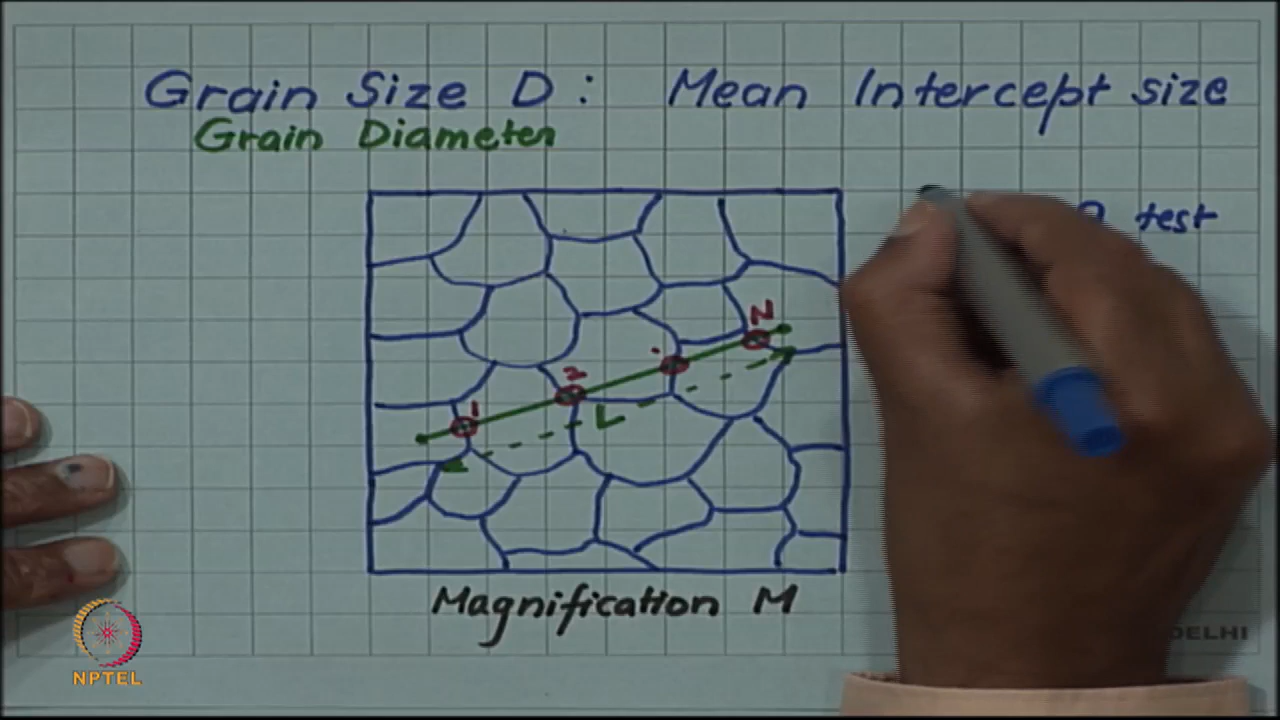 Grain Size D : Mean Intercept size
Grain Diameter
test
N
2
1
L
Magnification M
NPTEL
DELHI